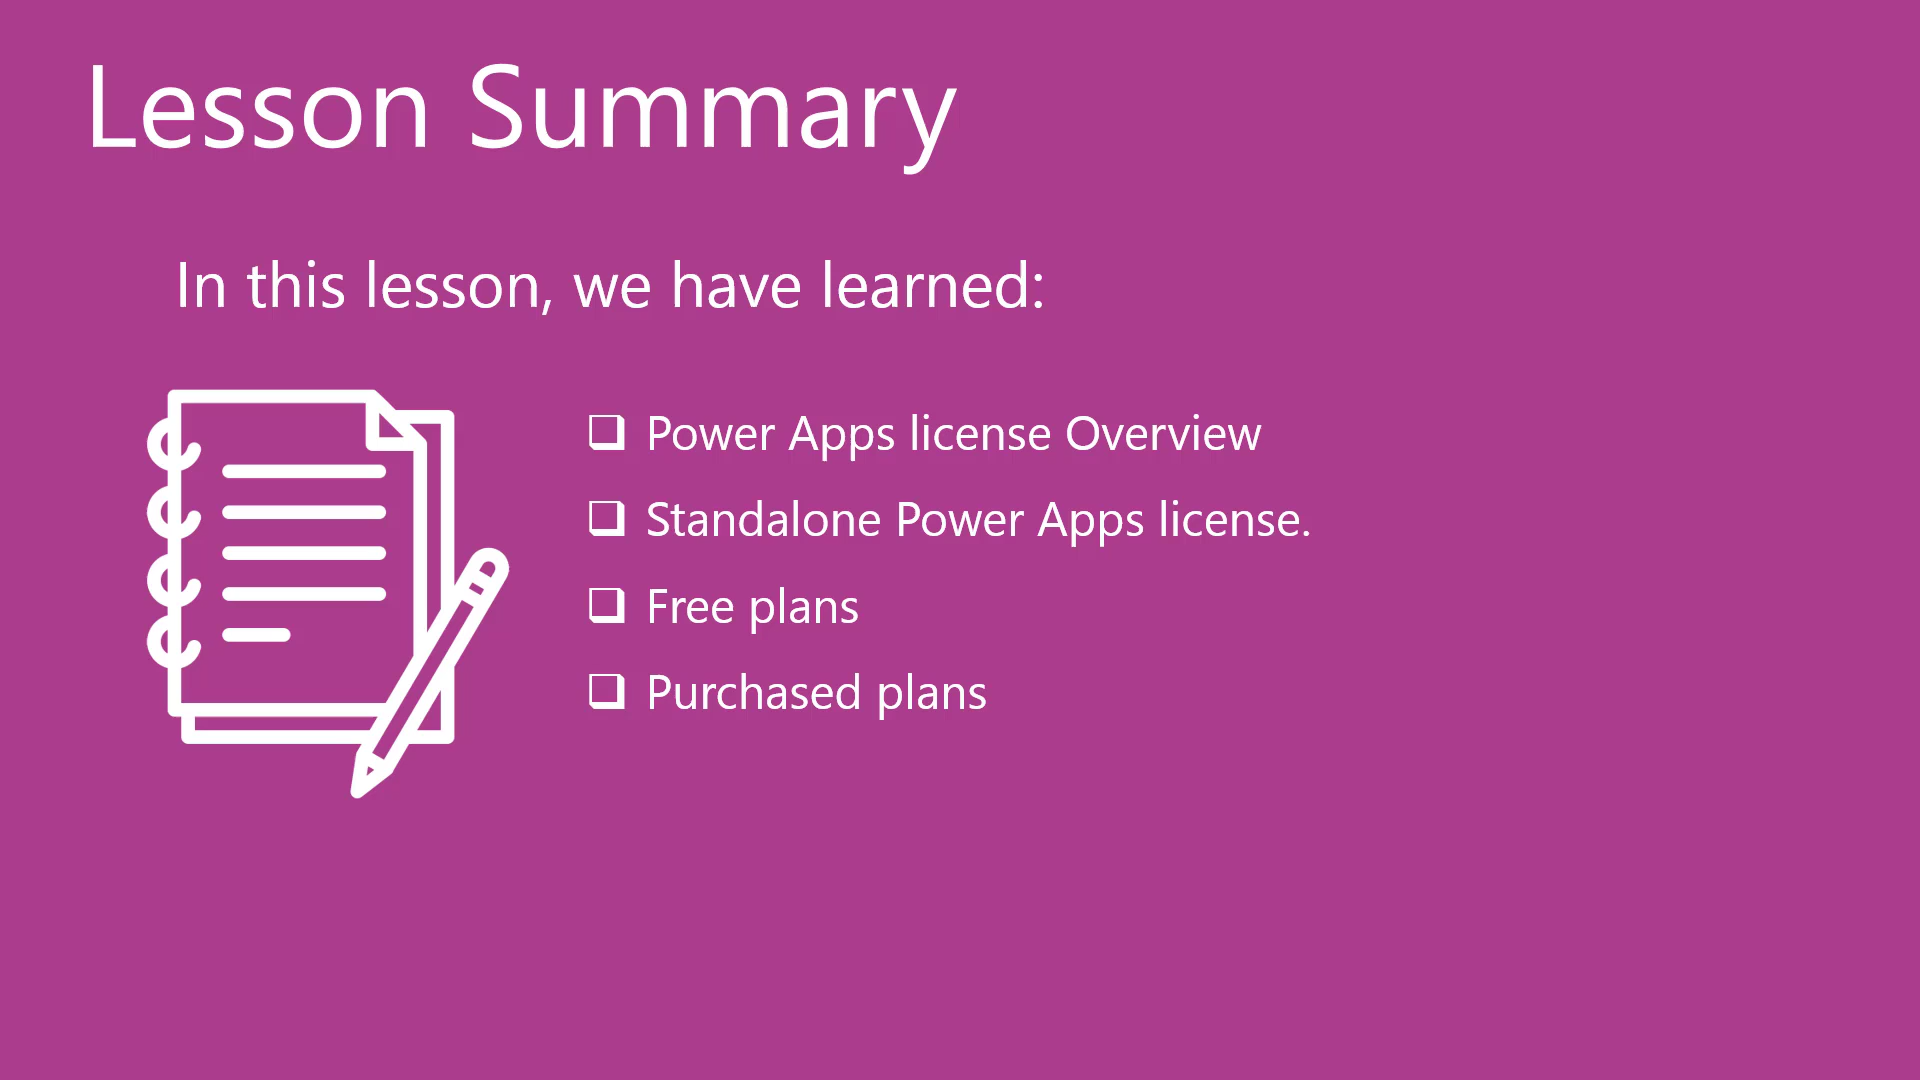 Lesson Summary
In this lesson, we have learned:
❑ Power Apps license Overview
❑ Standalone Power Apps license.
❑ Free plans
❑ Purchased plans